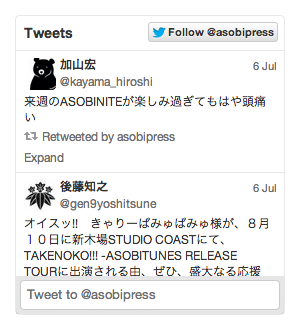 Tweets
Follow @asobipress
加山宏
6 Jul
@kayama_hiroshi
来週のASOBINITEが楽しみ過ぎてもはや頭痛
い
Retweeted by asobipress
Expand
後藤知之
6 Jul
@gen9yoshitsune
オイスッ!!　きゃりーぱみゅぱみゅ様が、８月
１０日に新木場STUDIO COASTにて、
TAKENOKO!!! -ASOBITUNES RELEASE
TOURに出演される由、ぜひ、盛大なる応援
Tweet to @asobipress